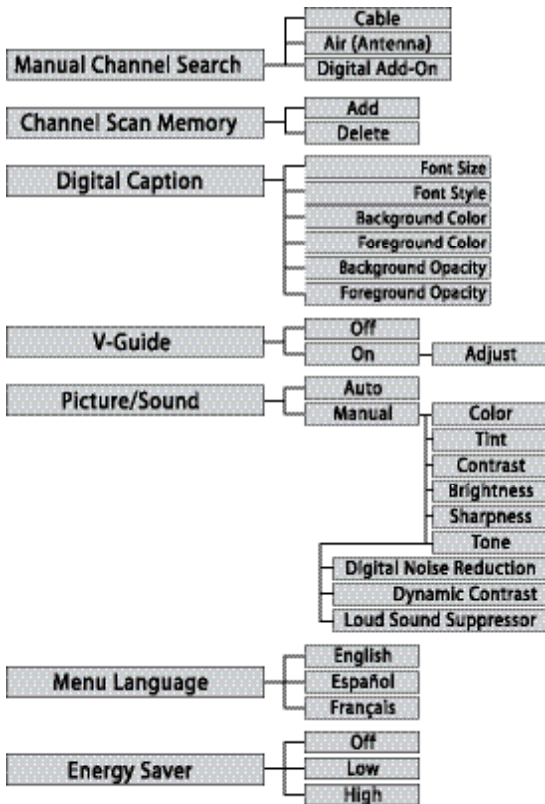 Cable
Air (Antenna)
Manual Channel Search
Digital Add-On
Add
Channel Scan Memory
Delete
Digital Caption
Font Size
Font Style
Background Color
Foreground Color
Background Opacity
Foreground Opacity
V-Guide
Off
On
Adjust
Picture/Sound
Auto
Manual
Color
Tint
Contrast
Brightness
Sharpness
Tone
Digital Noise Reduction
Dynamic Contrast
Loud Sound Suppressor
Menu Language
English
Español
Français
Energy Saver
Off
Low
High